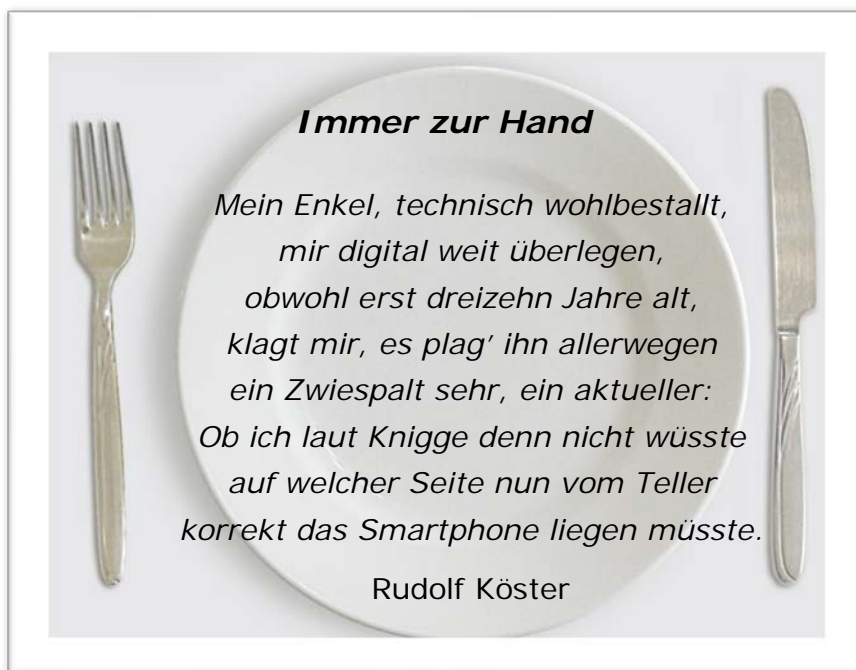 Immer zur Hand
Mein Enkel, technisch wohlbestallt,
mir digital weit überlegen,
obwohl erst dreizehn Jahre alt,
klagt mir, es plag’ ihn allerwegen
ein Zwiespalt sehr, ein aktueller:
Ob ich laut Knigge denn nicht wüsste
auf welcher Seite nun vom Teller
korrekt das Smartphone liegen müsste.
Rudolf Köster